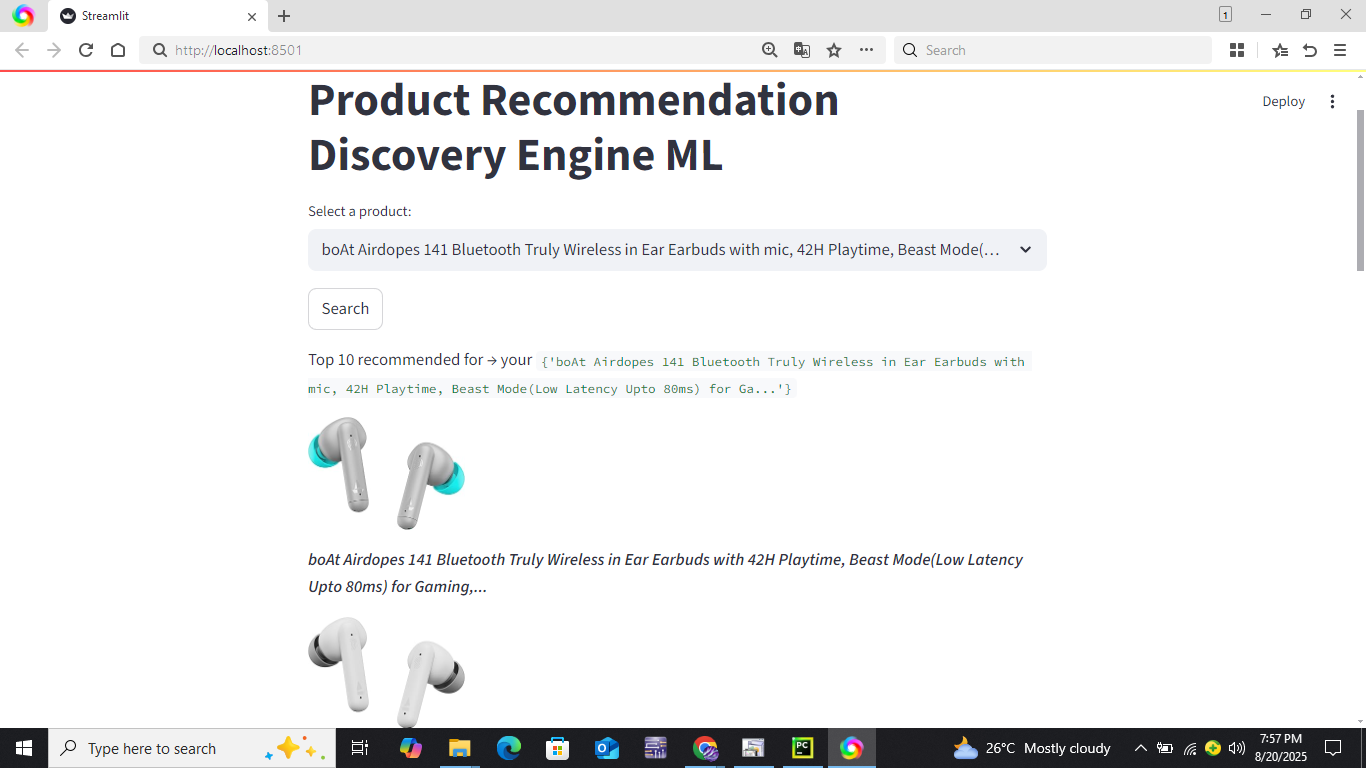 Streamlit
1
http://localhost:8501
Search
Deploy
Product Recommendation
Discovery Engine ML
Select a product:
boAt Airdopes 141 Bluetooth Truly Wireless in Ear Earbuds with mic, 42H Playtime, Beast Mode(...
Search
Top 10 recommended for → your {'boAt Airdopes 141 Bluetooth Truly Wireless in Ear Earbuds with
mic, 42H Playtime, Beast Mode(Low Latency Upto 80ms) for Ga...'}
boAt Airdopes 141 Bluetooth Truly Wireless in Ear Earbuds with 42H Playtime, Beast Mode(Low Latency
Upto 80ms) for Gaming,...
Type here to search
PC
26°C Mostly cloudy
7:57 PM
8/20/2025